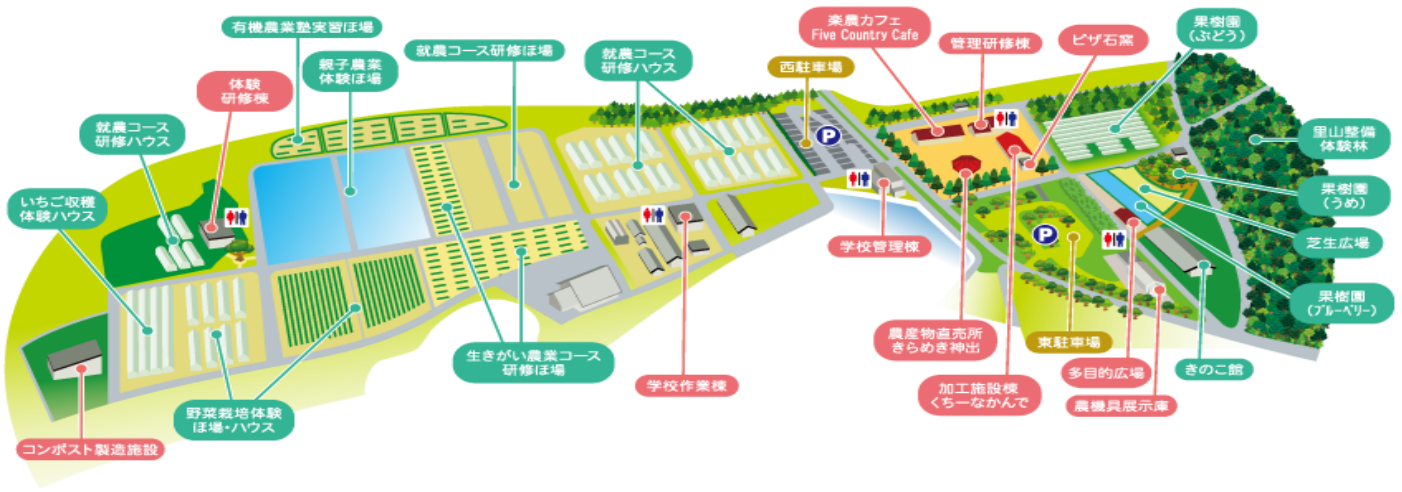 有機農業塾実習ほ場
親子農業
体験ほ場
就農コース研修ほ場
就農コース
研修ハウス
西駐車場
楽農カフェ
Five Country Cafe
管理研修棟
ピザ石窯
果樹園
(ぶどう)
体験
研修棟
就農コース
研修ハウス
いちご収穫
体験ハウス
里山整備
体験林
果樹園
(うめ)
芝生広場
果樹園
(ブルーベリー)
きのこ館
P
P
学校管理棟
農産物直売所
きらめき神出
加工施設棟
くちーなかんで
東駐車場
多目的広場
農機具展示庫
生きがい農業コース
研修ほ場
学校作業棟
野菜栽培体験
ほ場・ハウス
コンポスト製造施設